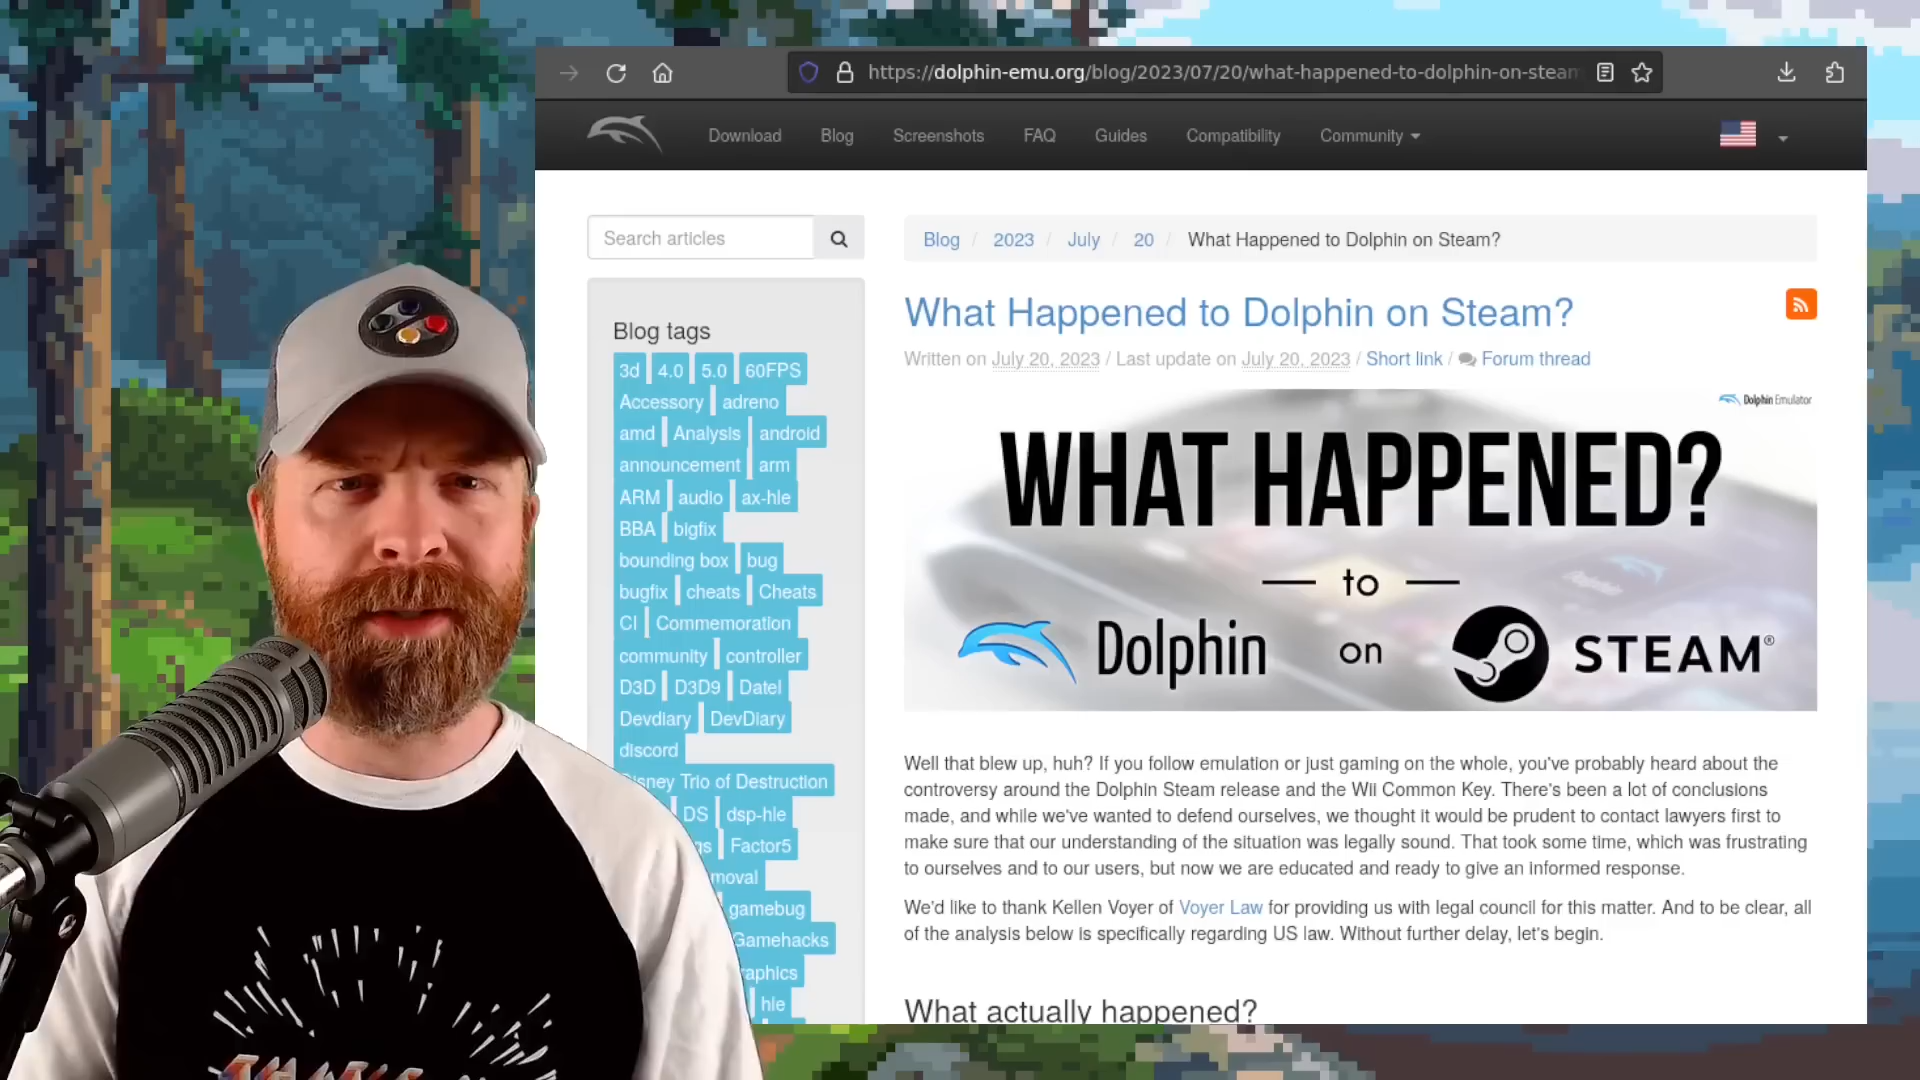 https://dolphin-emu.org/blog/2023/07/20/what-happened-to-dolphin-on-steam
Download Blog Screenshots FAQ Guides Compatibility Community
Search articles
Blog / 2023 / July / 20 / What Happened to Dolphin on Steam?
Blog tags
3d 4.0 5.0 60FPS
Accessory adreno
amd Analysis android
announcement arm
ARM audio ax-hle
BBA bigfix
bounding box bug
bugfix cheats Cheats
CI Commemoration
community controller
D3D D3D9 Datel
Devdiary DevDiary
discord
isney Trio of Destruction
DS dsp-hle
gs Factor5
moval
gamebug
Gamehacks
raphics
hle
What Happened to Dolphin on Steam?
Written on July 20, 2023 / Last update on July 20, 2023 / Short link / Forum thread
Dolphin Emulator
WHAT HAPPENED?
to
Dolphin on STEAM®
Well that blew up, huh? If you follow emulation or just gaming on the whole, you've probably heard about the
controversy around the Dolphin Steam release and the Wii Common Key. There's been a lot of conclusions
made, and while we've wanted to defend ourselves, we thought it would be prudent to contact lawyers first to
make sure that our understanding of the situation was legally sound. That took some time, which was frustrating
to ourselves and to our users, but now we are educated and ready to give an informed response.
We'd like to thank Kellen Voyer of Voyer Law for providing us with legal council for this matter. And to be clear, all
of the analysis below is specifically regarding US law. Without further delay, let's begin.
What actually happened?